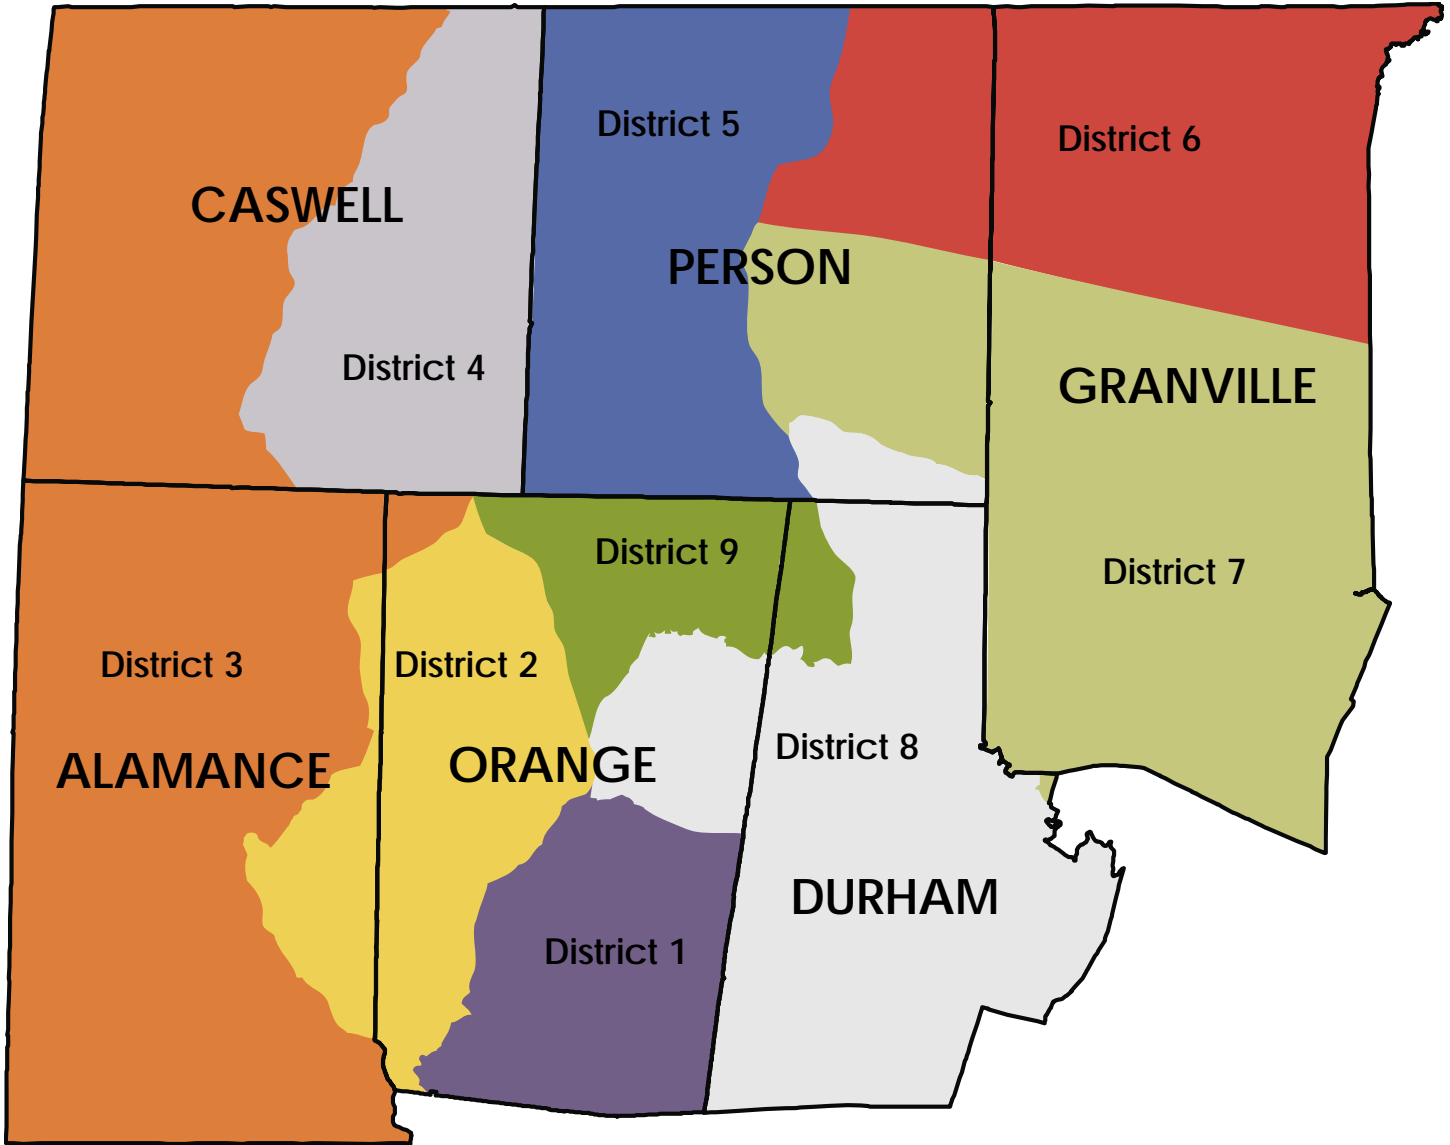 District 5
District 6
CASWELL
PERSON
District 4
GRANVILLE
District 9
District 7
District 3
District 2
District 8
ALAMANCE
ORANGE
DURHAM
District 1